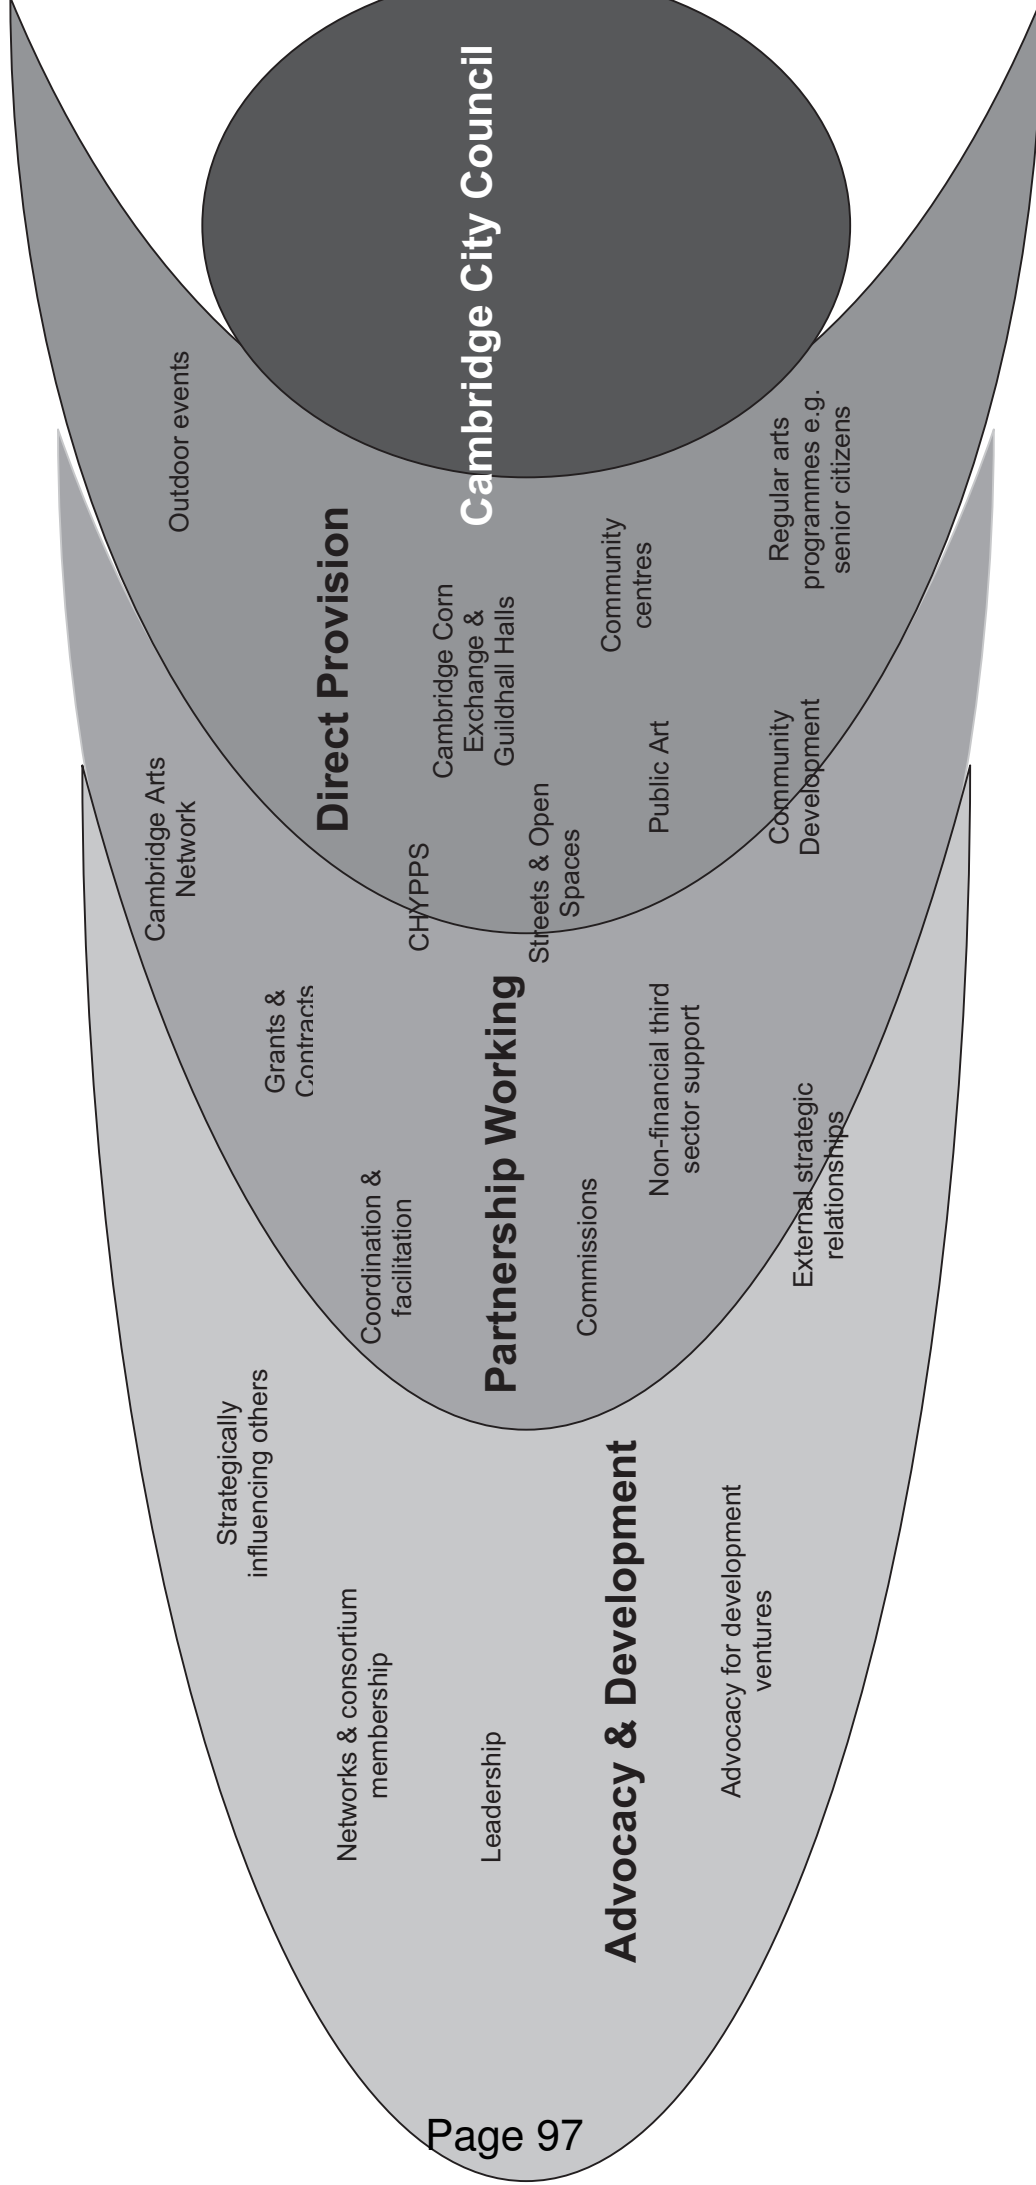 Cambridge City Council
Outdoor events
Direct Provision
Cambridge Corn
Exchange &
Guildhall Halls
Community
centres
Regular arts
programmes e.g.
senior citizens
Cambridge Arts
Network
CHYPPS
Streets & Open
Spaces
Public Art
Community
Development
Grants &
Contracts
Partnership Working
Coordination &
facilitation
Commissions
Non-financial third
sector support
External strategic
relationships
Strategically
influencing others
Networks & consortium
membership
Leadership
Advocacy & Development
Advocacy for development
ventures
Page 97